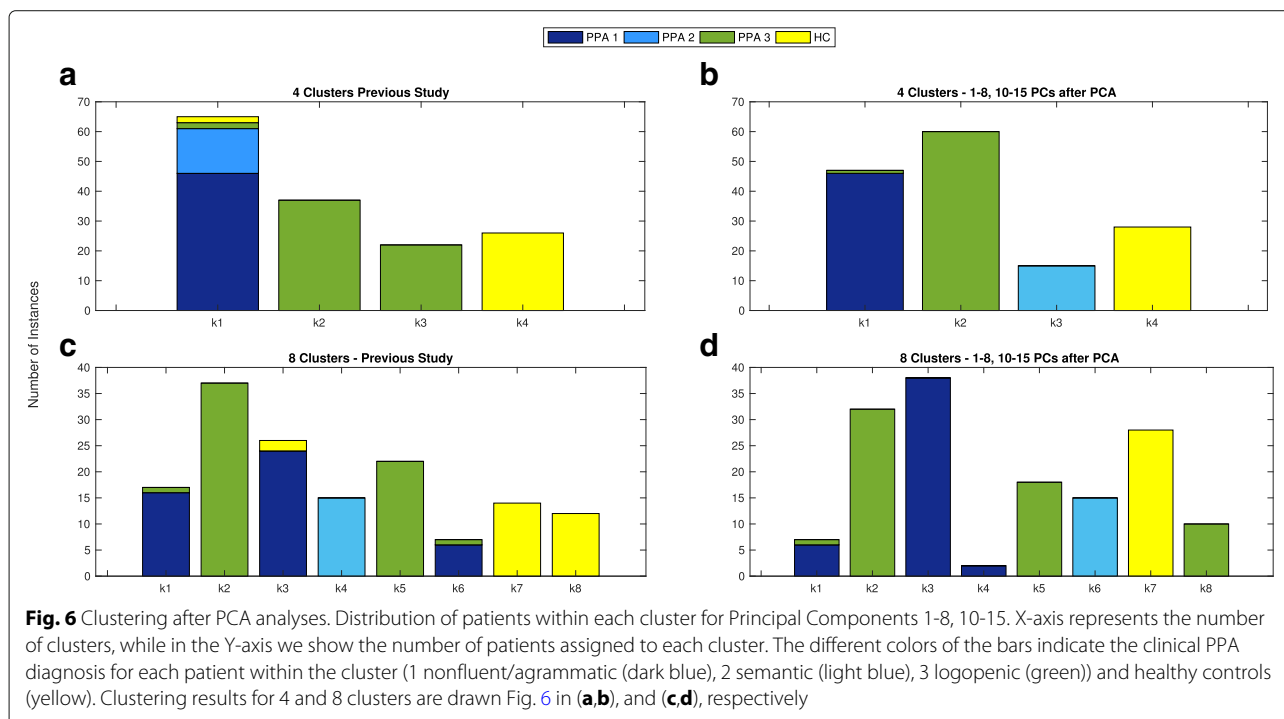 PPA 1 PPA 2 PPA 3 HC
a
4 Clusters Previous Study
70
60
50
40
30
20
10
0
k1 k2 k3 k4
b
4 Clusters - 1-8, 10-15 PCs after PCA
70
60
50
40
30
20
10
0
k1 k2 k3 k4
Number of Instances
c
8 Clusters - Previous Study
40
35
30
25
20
15
10
5
0
k1 k2 k3 k4 k5 k6 k7 k8
d
8 Clusters - 1-8, 10-15 PCs after PCA
40
35
30
25
20
15
10
5
0
k1 k2 k3 k4 k5 k6 k7 k8
Fig. 6 Clustering after PCA analyses. Distribution of patients within each cluster for Principal Components 1-8, 10-15. X-axis represents the number
of clusters, while in the Y-axis we show the number of patients assigned to each cluster. The different colors of the bars indicate the clinical PPA
diagnosis for each patient within the cluster (1 nonfluent/agrammatic (dark blue), 2 semantic (light blue), 3 logopenic (green)) and healthy controls
(yellow). Clustering results for 4 and 8 clusters are drawn Fig. 6 in (a,b), and (c,d), respectively